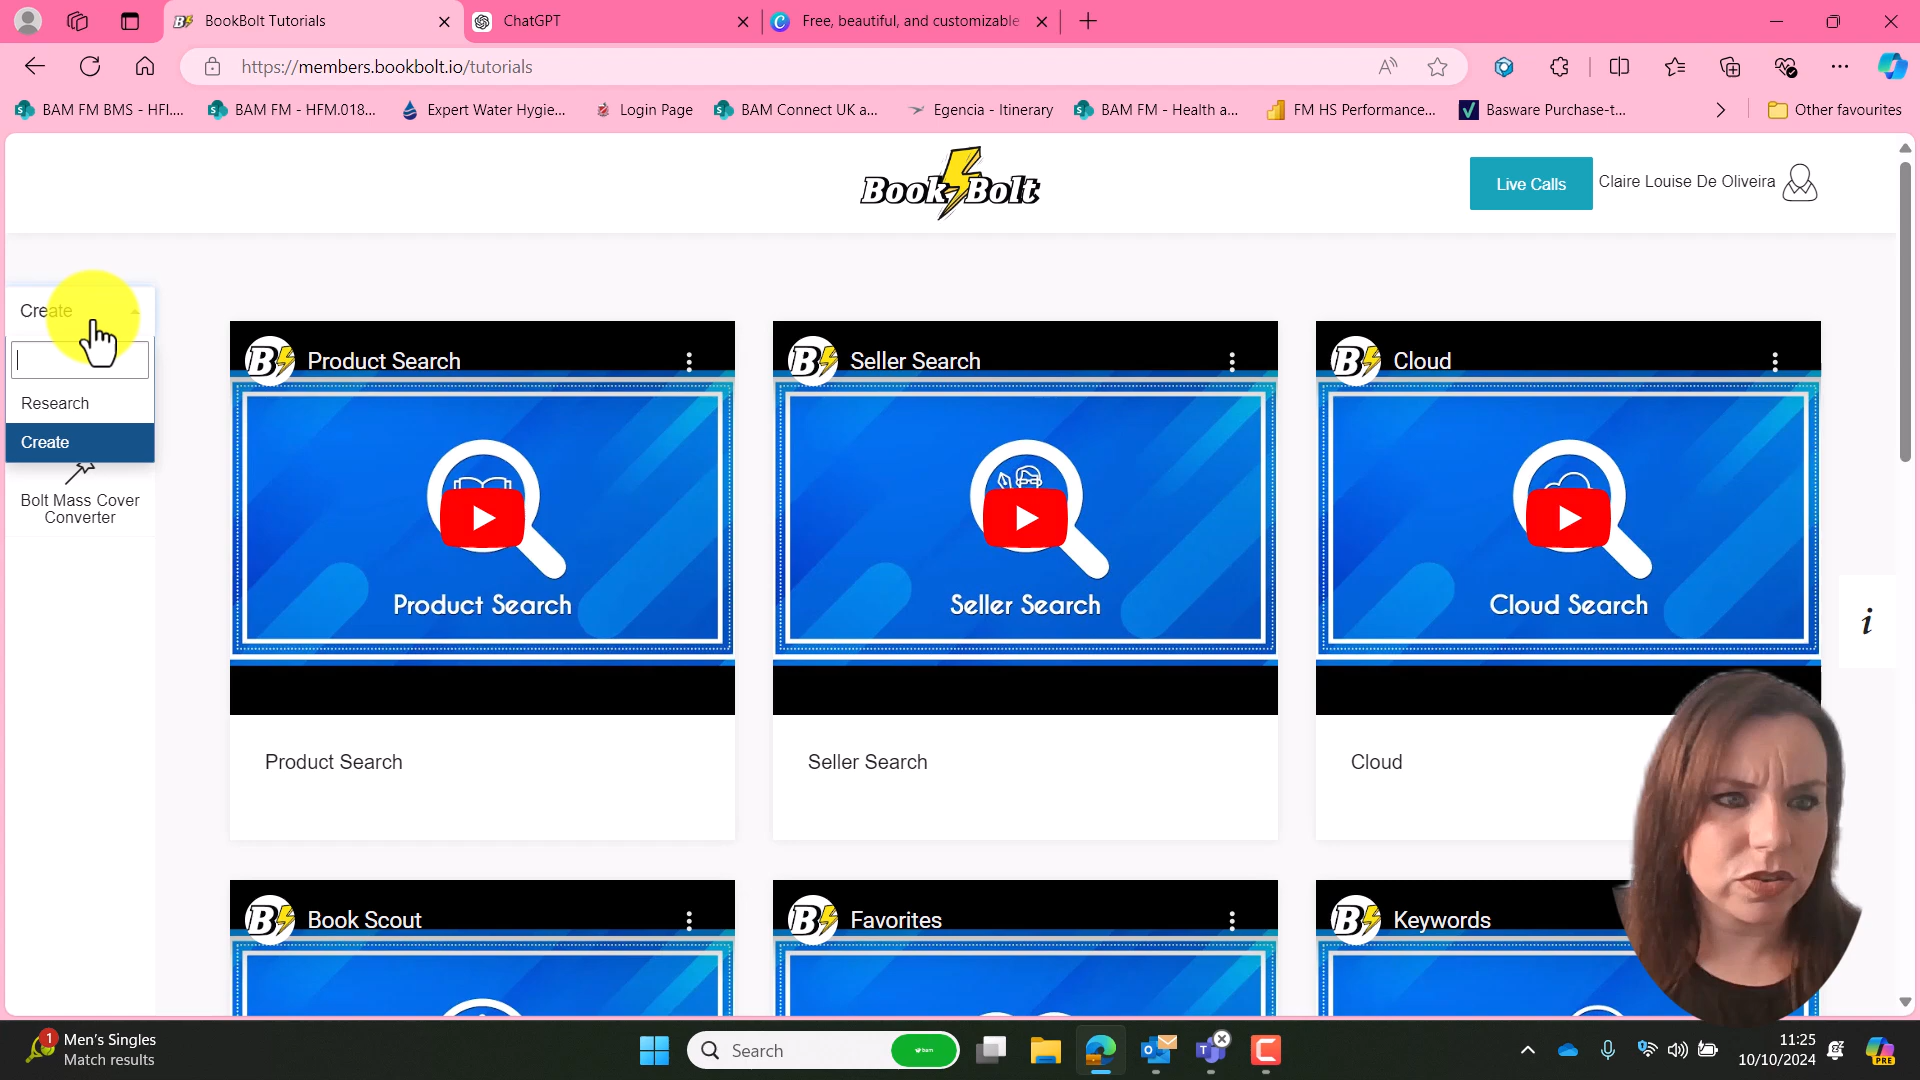 BookBolt Tutorials
ChatGPT
Free, beautiful, and customizable
https://members.bookbolt.io/tutorials
BAM FM BMS - HFI....
BAM FM - HFM.018...
Expert Water Hygie...
Login Page
BAM Connect UK a...
Egencia - Itinerary
BAM FM - Health a...
FM HS Performance...
Basware Purchase-t...
Other favourites
Book Bolt
Live Calls
Claire Louise De Oliveira
Create
Research
Create
Bolt Mass Cover
Converter
Product Search
Product Search
Product Search
Seller Search
Seller Search
Seller Search
Cloud
Cloud Search
Cloud
i
Book Scout
Favorites
Keywords
1
Men's Singles
Match results
Search
bam
11:25
10/10/2024
PRE